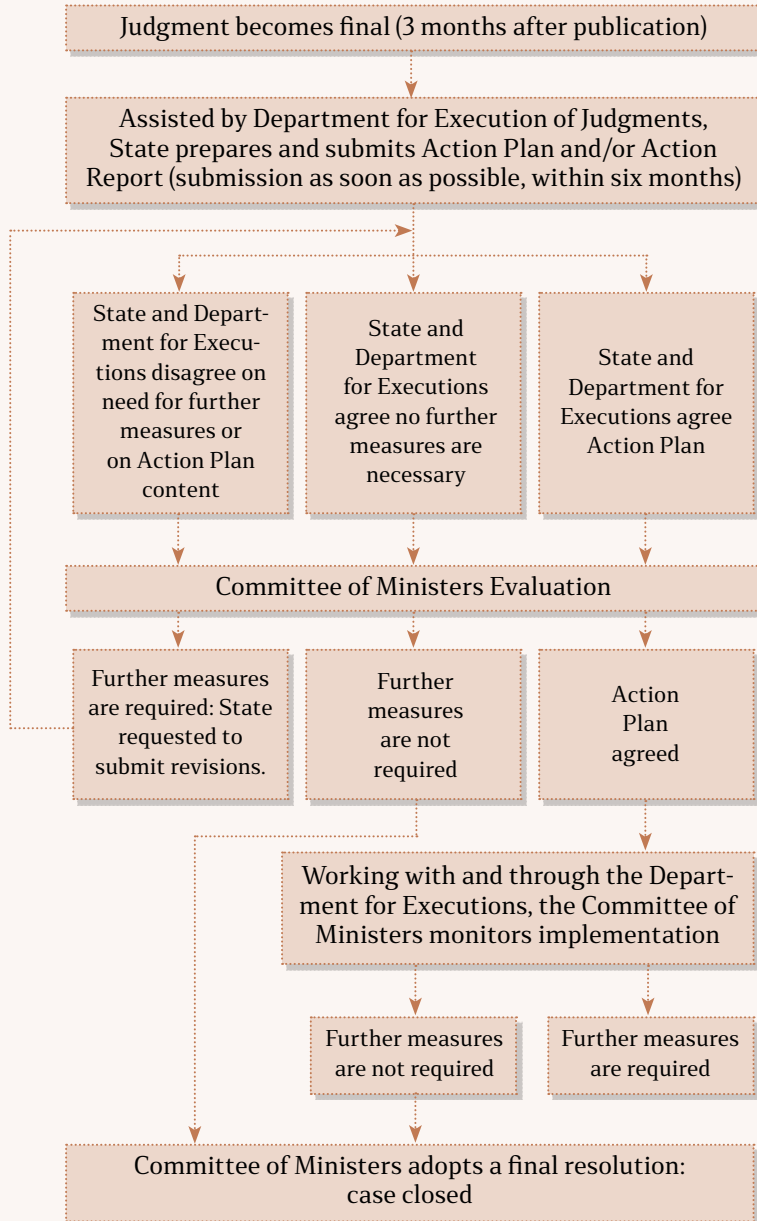 Judgment becomes final (3 months after publication)
Assisted by Department for Execution of Judgments,
State prepares and submits Action Plan and/or Action
Report (submission as soon as possible, within six months)
State and Depart-
ment for Execu-
tions disagree on
need for further
measures or
on Action Plan
content
State and
Department
for Executions
agree no further
measures are
necessary
State and
Department for
Executions agree
Action Plan
Committee of Ministers Evaluation
Further measures
are required: State
requested to
submit revisions.
Further
measures
are not
required
Action
Plan
agreed
Working with and through the Depart-
ment for Executions, the Committee of
Ministers monitors implementation
Further measures
are not required
Further measures
are required
Committee of Ministers adopts a final resolution:
case closed